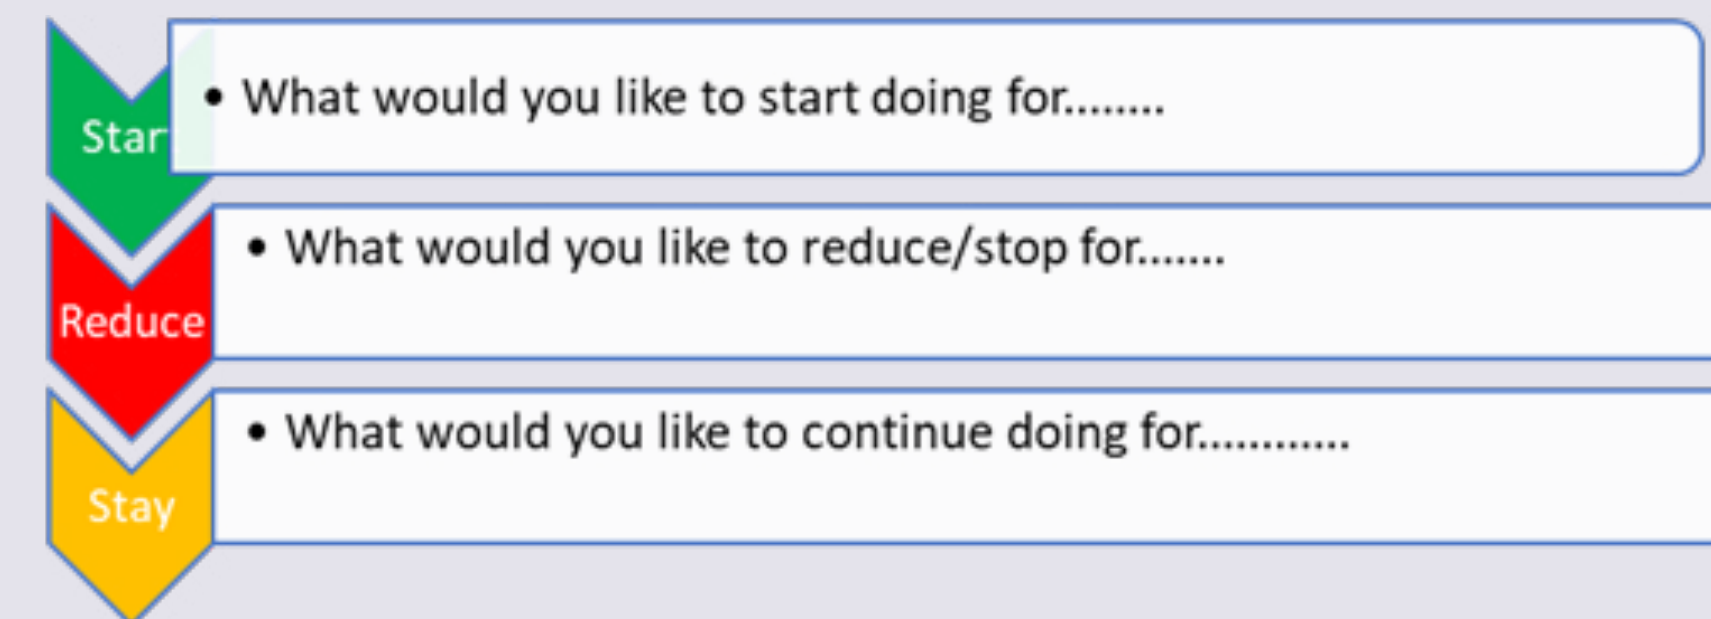 Star
• What would you like to start doing for........
Reduce
• What would you like to reduce/stop for.......
Stay
• What would you like to continue doing for............